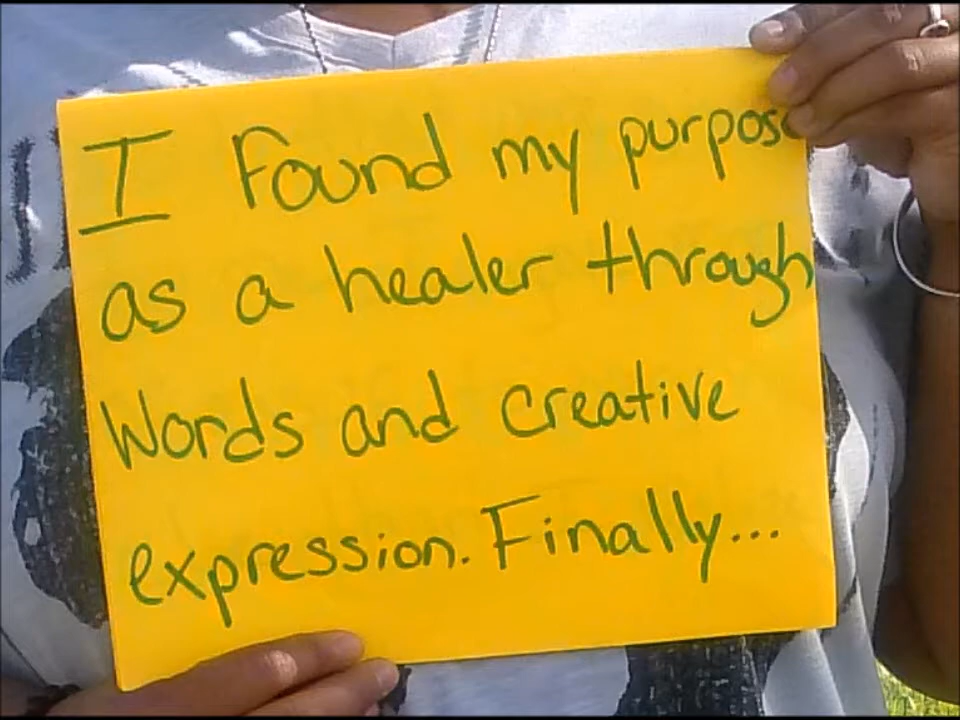 I Found my purpose
as a healer through
Words and creative
expression. Finally...